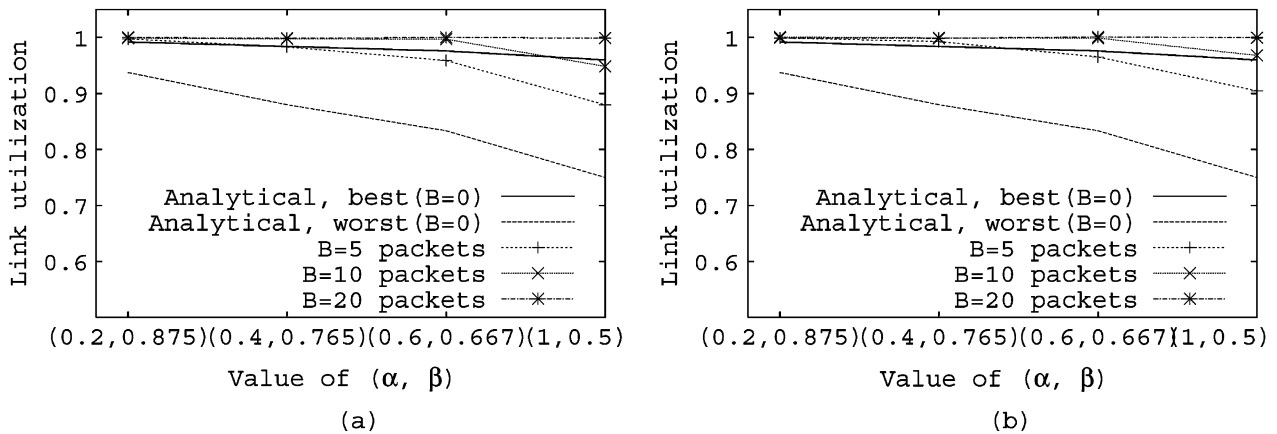 1
0.9
0.8
0.7
0.6
Link utilization
Analytical, best(B=0)
Analytical, worst(B=0)
B=5 packets
B=10 packets
B=20 packets
(0.2,0.875)(0.4,0.765)(0.6,0.667)(1,0.5)
Value of (α, β)
(a)
1
0.9
0.8
0.7
0.6
Link utilization
Analytical, best(B=0)
Analytical, worst(B=0)
B=5 packets
B=10 packets
B=20 packets
(0.2,0.875)(0.4,0.765)(0.6,0.667)(1,0.5)
Value of (α, β)
(b)